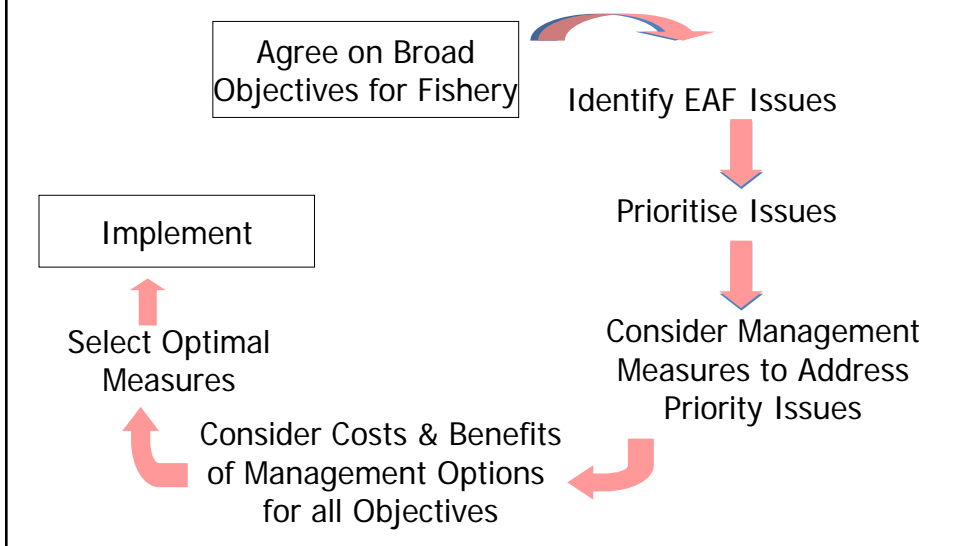 Agree on Broad
Objectives for Fishery
Identify EAF Issues
Prioritise Issues
Consider Management
Measures to Address
Priority Issues
Consider Costs & Benefits
of Management Options
for all Objectives
Select Optimal
Measures
Implement